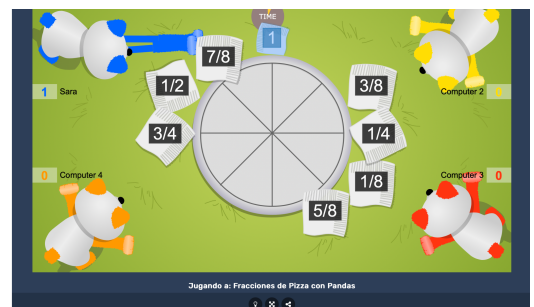 TIME
1
7/8
1/2
3/8
1 Sara
Computer 2 0
3/4
1/4
0 Computer 4
1/8
Computer 3 0
5/8
Jugando a: Fracciones de Pizza con Pandas